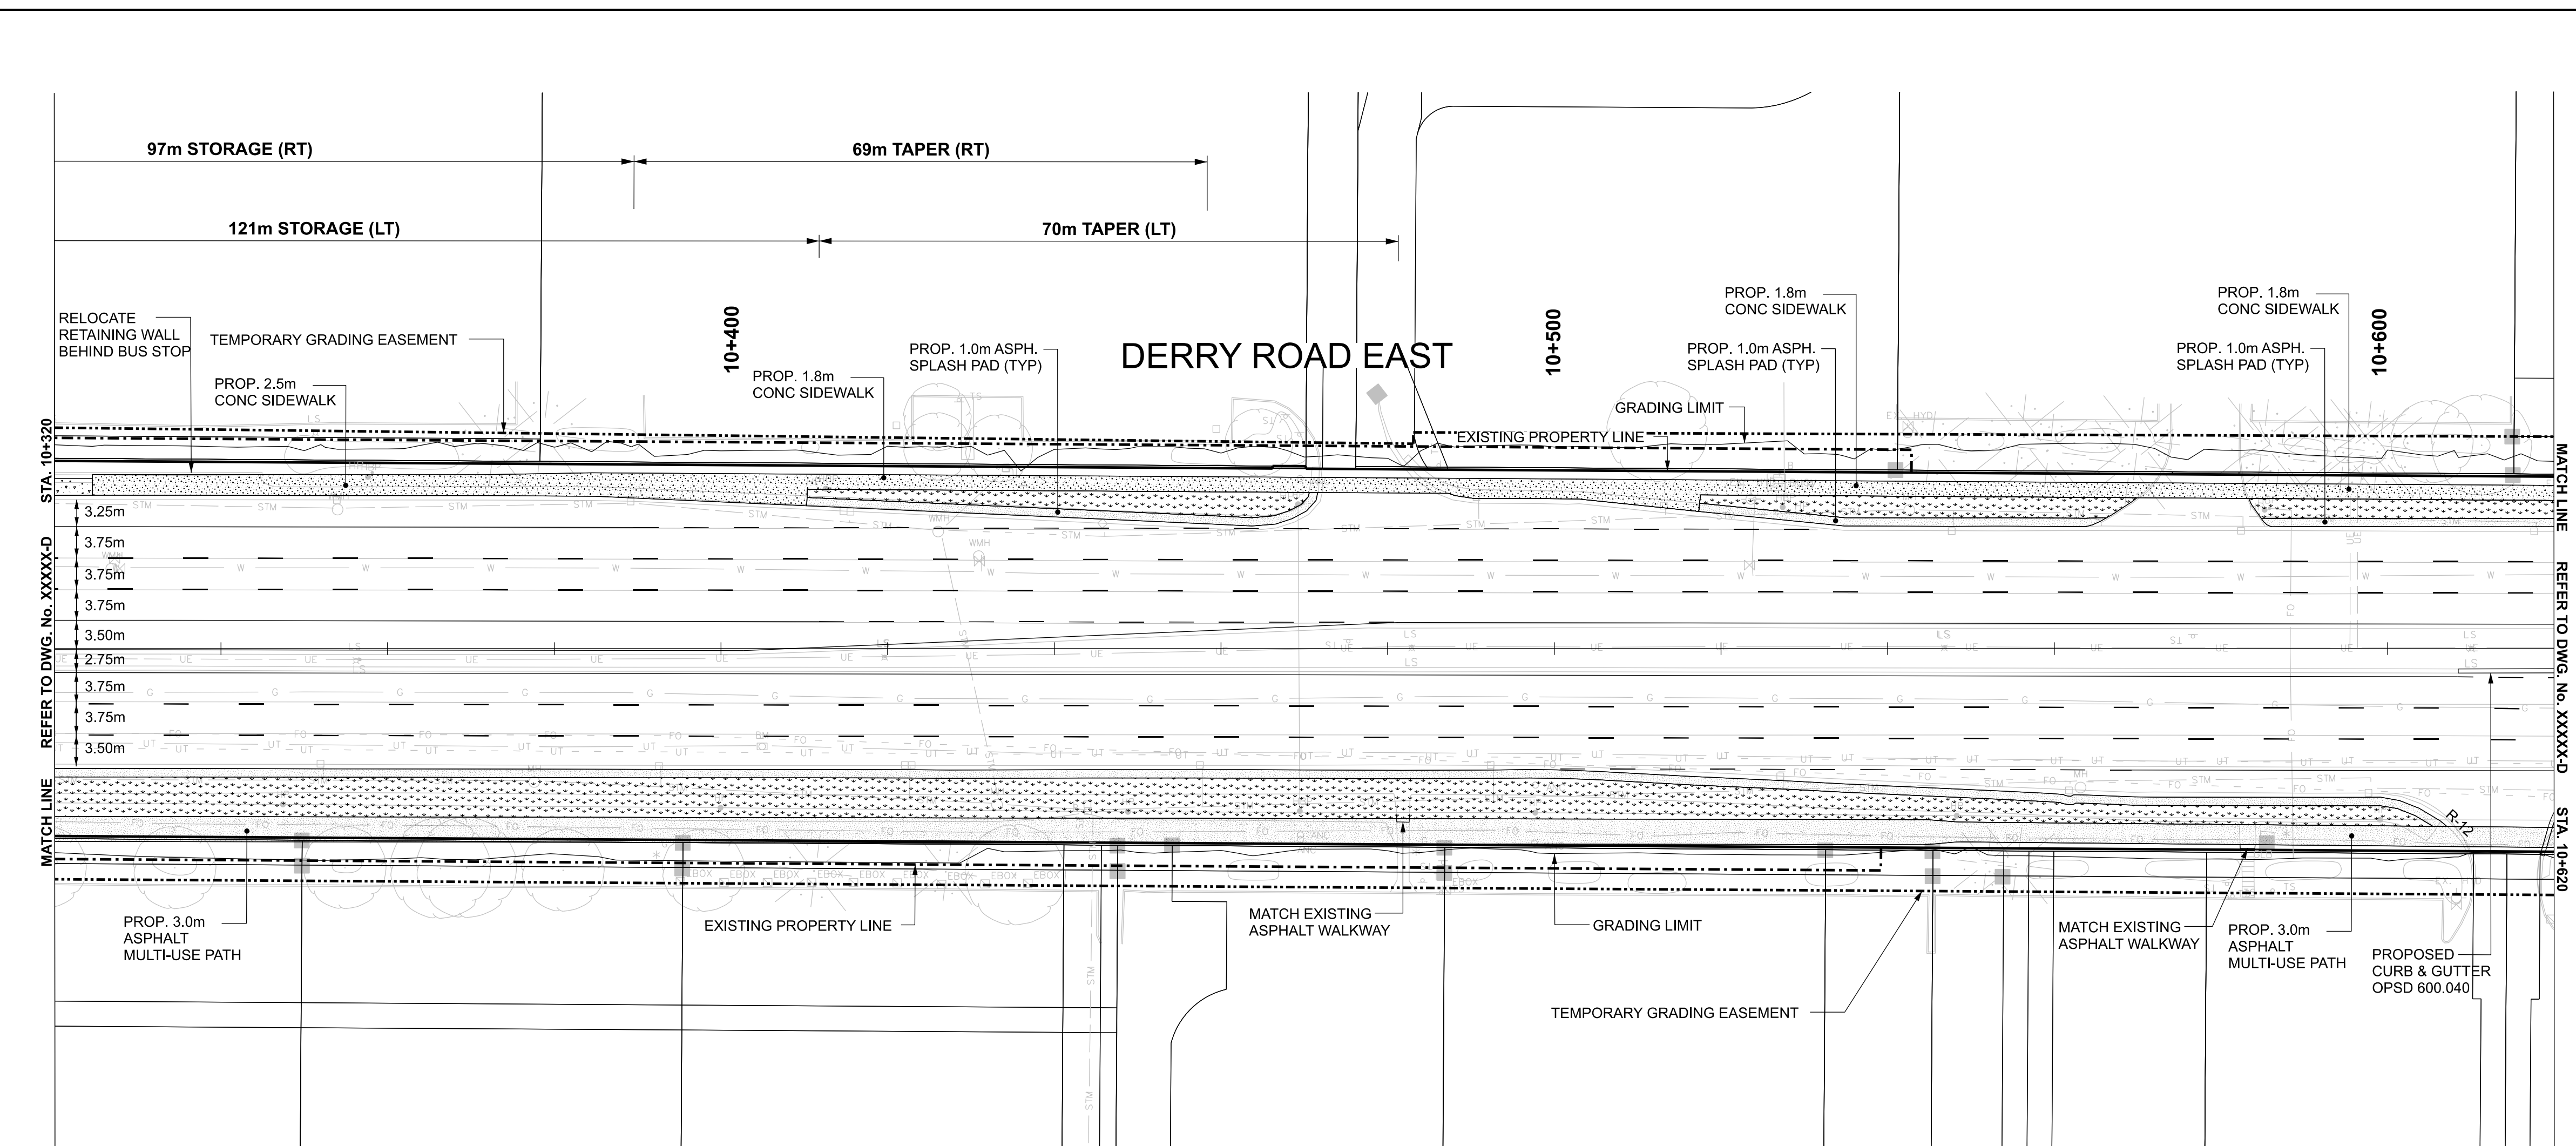 97m STORAGE (RT)
69m TAPER (RT)
121m STORAGE (LT)
70m TAPER (LT)
RELOCATE
RETAINING WALL
BEHIND BUS STOP
TEMPORARY GRADING EASEMENT
PROP. 2.5m
CONC SIDEWALK
10+400
PROP. 1.8m
CONC SIDEWALK
PROP. 1.0m ASPH.
SPLASH PAD (TYP)
DERRY ROAD EAST
10+500
PROP. 1.8m
CONC SIDEWALK
PROP. 1.0m ASPH.
SPLASH PAD (TYP)
GRADING LIMIT
EXISTING PROPERTY LINE
PROP. 1.8m
CONC SIDEWALK
PROP. 1.0m ASPH.
SPLASH PAD (TYP)
10+600
MATCH LINE REFER TO DWG. No. XXXX-D STA. 10+320
3.25m
3.75m
3.75m
3.75m
3.50m
2.75m
3.75m
3.75m
3.50m
MATCH LINE REFER TO DWG. No. XXXX-D STA. 10+620
R-12
PROP. 3.0m
ASPHALT
MULTI-USE PATH
EXISTING PROPERTY LINE
MATCH EXISTING
ASPHALT WALKWAY
GRADING LIMIT
TEMPORARY GRADING EASEMENT
MATCH EXISTING
ASPHALT WALKWAY
PROP. 3.0m
ASPHALT
MULTI-USE PATH
PROPOSED
CURB & GUTTER
OPSD 600.040